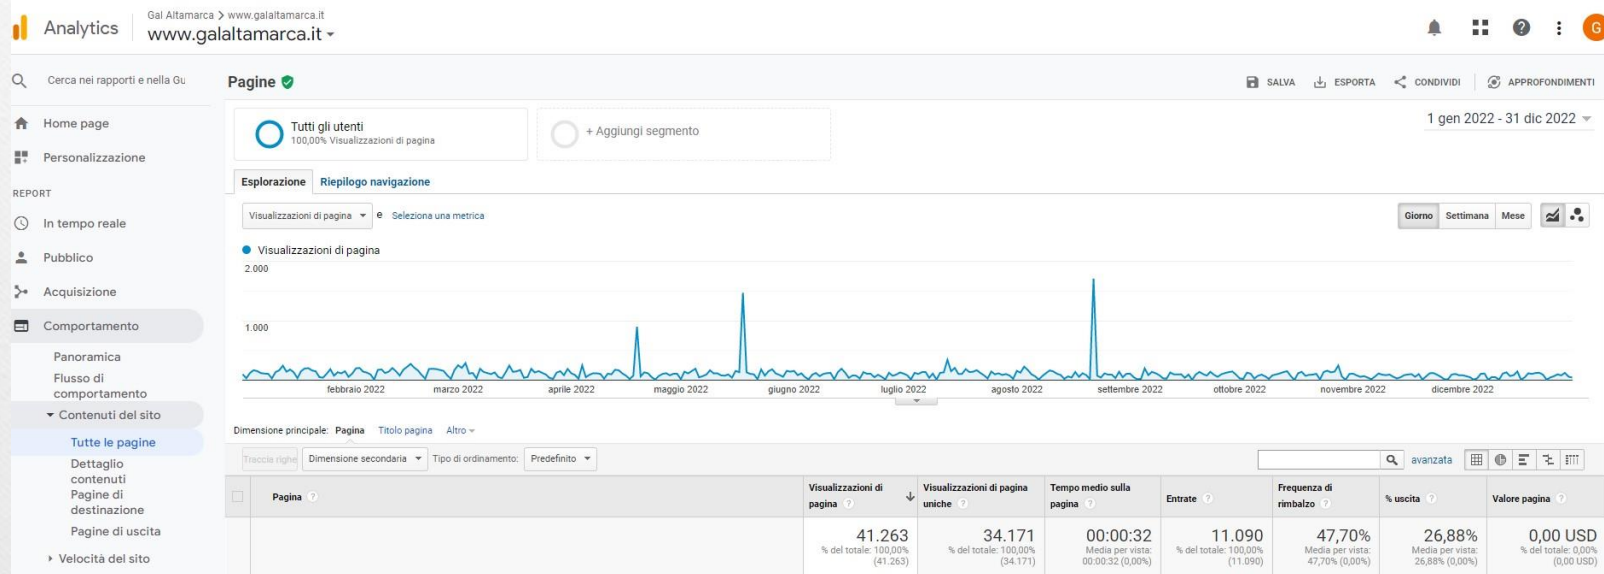 Analytics
Gal Altamarca > www.galaltamarca.it
www.galaltamarca.it
G
Cerca nei rapporti e nella Gu
Home page
Personalizzazione
REPORT
In tempo reale
Pubblico
Acquisizione
Comportamento
Panoramica
Flusso di
comportamento
Contenuti del sito
Tutte le pagine
Dettaglio
contenuti
Pagine di
destinazione
Pagine di uscita
Velocità del sito
Pagine
SALVA ESPORTA CONDIVIDI APPROFONDIMENTI
Tutti gli utenti
100,00% Visualizzazioni di pagina
+ Aggiungi segmento
1 gen 2022 - 31 dic 2022
Esplorazione Riepilogo navigazione
Visualizzazioni di pagina e Seleziona una metrica
Giorno Settimana Mese
Visualizzazioni di pagina
2.000
1.000
febbraio 2022 marzo 2022 aprile 2022 maggio 2022 giugno 2022 luglio 2022 agosto 2022 settembre 2022 ottobre 2022 novembre 2022 dicembre 2022
Dimensione principale: Pagina Titolo pagina Altro
Traccia righe Dimensione secondaria Tipo di ordinamento: Predefinito
avanzata
Pagina ?
Visualizzazioni di
pagina ?
Visualizzazioni di pagina
uniche ?
Tempo medio sulla
pagina ?
Entrate ?
Frequenza di
rimbalzo ?
% uscita ?
Valore pagina ?
41.263
% del totale: 100,00%
(41.263)
34.171
% del totale: 100,00%
(34.171)
00:00:32
Media per vista:
00:00:32 (0,00%)
11.090
% del totale: 100,00%
(11.090)
47,70%
Media per vista:
47,70% (0,00%)
26,88%
Media per vista:
26,88% (0,00%)
0,00 USD
% del totale: 0,00%
(0,00 USD)